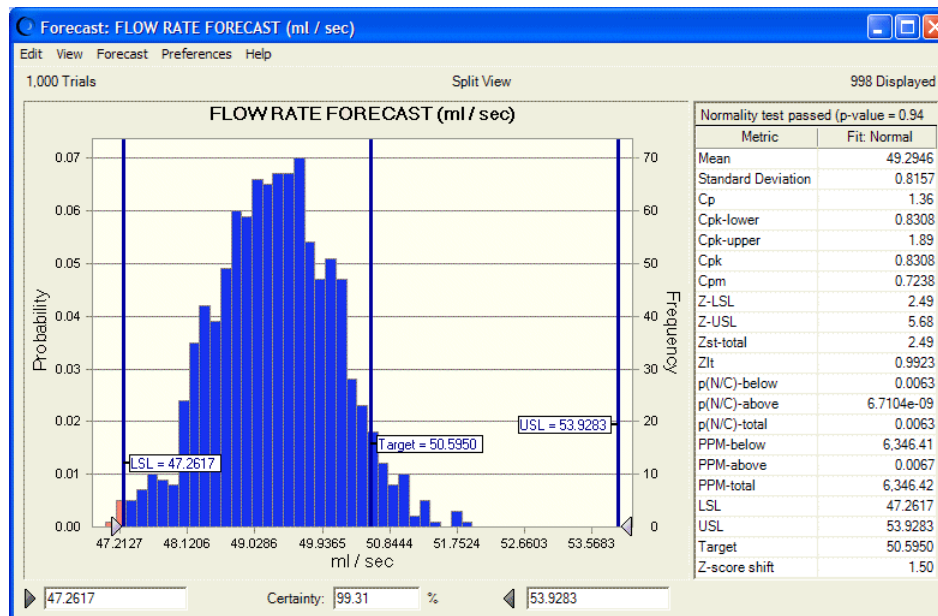 Forecast: FLOW RATE FORECAST (ml / sec)
Edit View Forecast Preferences Help
1,000 Trials Split View 998 Displayed
FLOW RATE FORECAST (ml / sec)
Probability
0.07
0.06
0.05
0.04
0.03
0.02
0.01
0.00
LSL = 47.2617
Target = 50.5950
USL = 53.9283
70
60
50
40
30
20
10
0
Frequency
47.2127 48.1206 49.0286 49.9365 50.8444 51.7524 52.6603 53.5683
ml / sec
Normality test passed (p-value = 0.94
Metric Fit: Normal
Mean 49.2946
Standard Deviation 0.8157
Cp 1.36
Cpk-lower 0.8308
Cpk-upper 1.89
Cpk 0.8308
Cpm 0.7238
Z-LSL 2.49
Z-USL 5.68
Zst-total 2.49
Zlt 0.9923
p(N/C)-below 0.0063
p(N/C)-above 6.7104e-09
p(N/C)-total 0.0063
PPM-below 6,346.41
PPM-above 0.0067
PPM-total 6,346.42
LSL 47.2617
USL 53.9283
Target 50.5950
Z-score shift 1.50
47.2617 Certainty: 99.31 % 53.9283